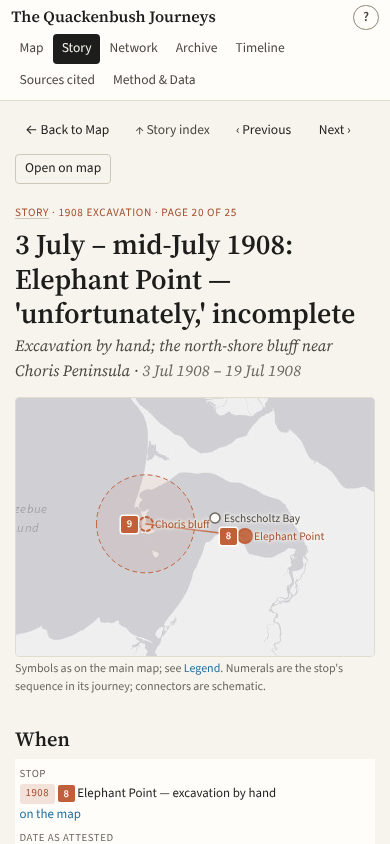 The Quackenbush Journeys
?
Map Story Network Archive Timeline
Sources cited Method & Data
← Back to Map ↑ Story index ‹ Previous Next ›
Open on map
STORY · 1908 EXCAVATION · PAGE 20 OF 25
3 July – mid-July 1908:
Elephant Point —
'unfortunately,' incomplete
Excavation by hand; the north-shore bluff near
Choris Peninsula · 3 Jul 1908 – 19 Jul 1908
zebue
und
9 Choris bluff
Eschscholtz Bay
8 Elephant Point
Symbols as on the main map; see Legend. Numerals are the stop's
sequence in its journey; connectors are schematic.
When
STOP
1908 8 Elephant Point — excavation by hand
on the map
DATE AS ATTESTED